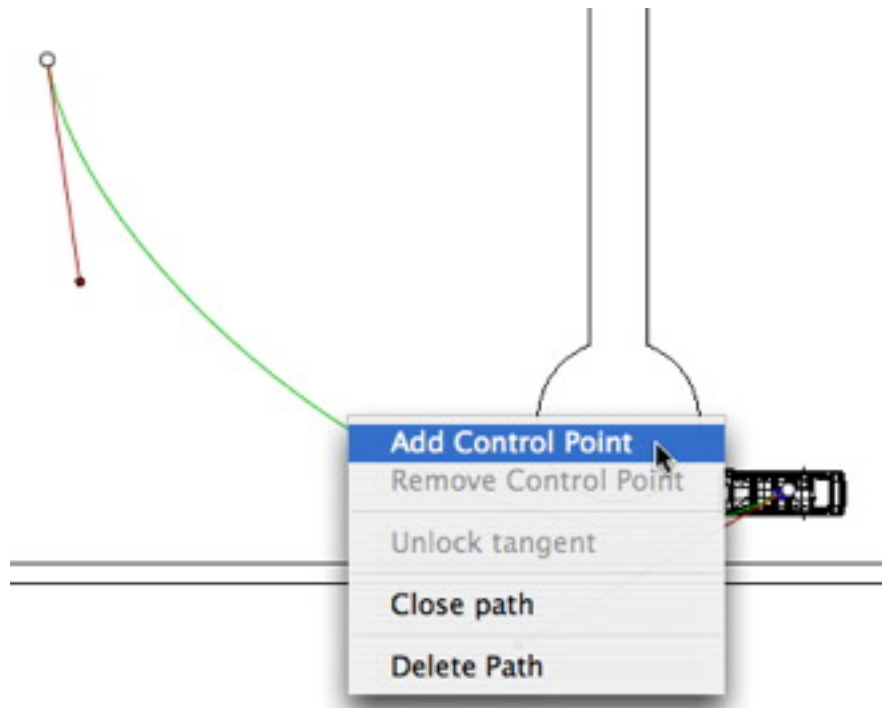 Add Control Point
Remove Control Point
Unlock tangent
Close path
Delete Path